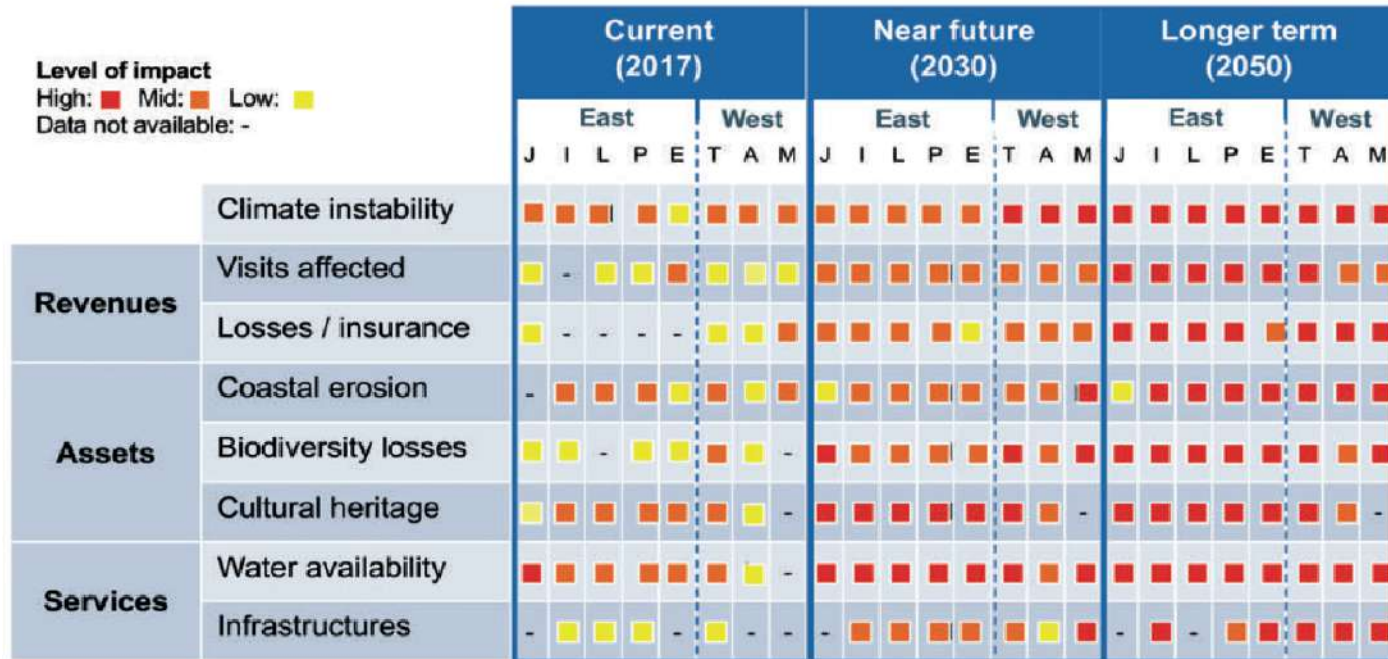 Current Near future Longer term
(2017) (2030) (2050)
Level of impact
High: Mid: Low:
Data not available: -
East West East West East West
J I L P E T A M J I L P E T A M J I L P E T A M
Climate instability
Revenues
Visits affected -
Losses / insurance - - - -
Assets
Coastal erosion -
Biodiversity losses - -
Cultural heritage - - -
Services
Water availability -
Infrastructures - - - - - - -